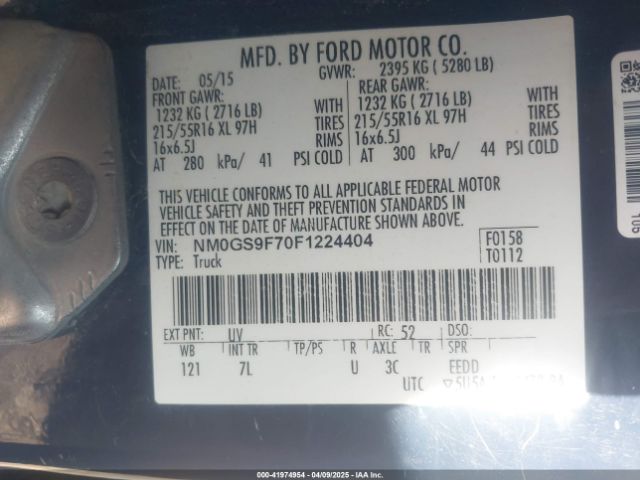 MFD. BY FORD MOTOR CO.
DATE: 05/15 GVWR: 2395 KG ( 5280 LB)
FRONT GAWR: REAR GAWR:
1232 KG ( 2716 LB) WITH 1232 KG ( 2716 LB) WITH
215/55R16 XL 97H TIRES 215/55R16 XL 97H TIRES
16x6.5J RIMS 16x6.5J RIMS
AT 280 kPa/ 41 PSI COLD AT 300 kPa/ 44 PSI COLD
THIS VEHICLE CONFORMS TO ALL APPLICABLE FEDERAL MOTOR
VEHICLE SAFETY AND THEFT PREVENTION STANDARDS IN
EFFECT ON THE DATE OF MANUFACTURE SHOWN ABOVE.
VIN: NM0GS9F70F1224404 F0158
TYPE: Truck T0112
EXT PNT: UV RC: 52 DSO:
WB INT TR TP/PS R AXLE TR SPR
121 7L U 3C EEDD
UTC
106
000-41974954 - 04/09/2025 - IAA Inc.